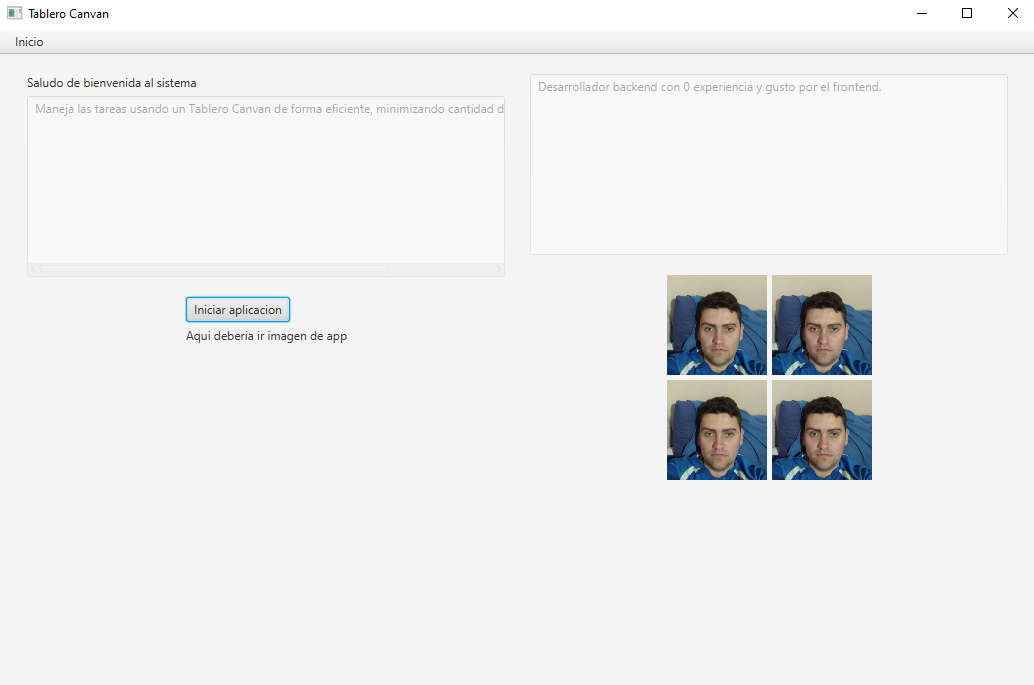 Tablero Canvan
Inicio
Saludo de bienvenida al sistema
Maneja las tareas usando un Tablero Canvan de forma eficiente, minimizando cantidad d
Iniciar aplicacion
Aqui deberia ir imagen de app
Desarrollador backend con 0 experiencia y gusto por el frontend.